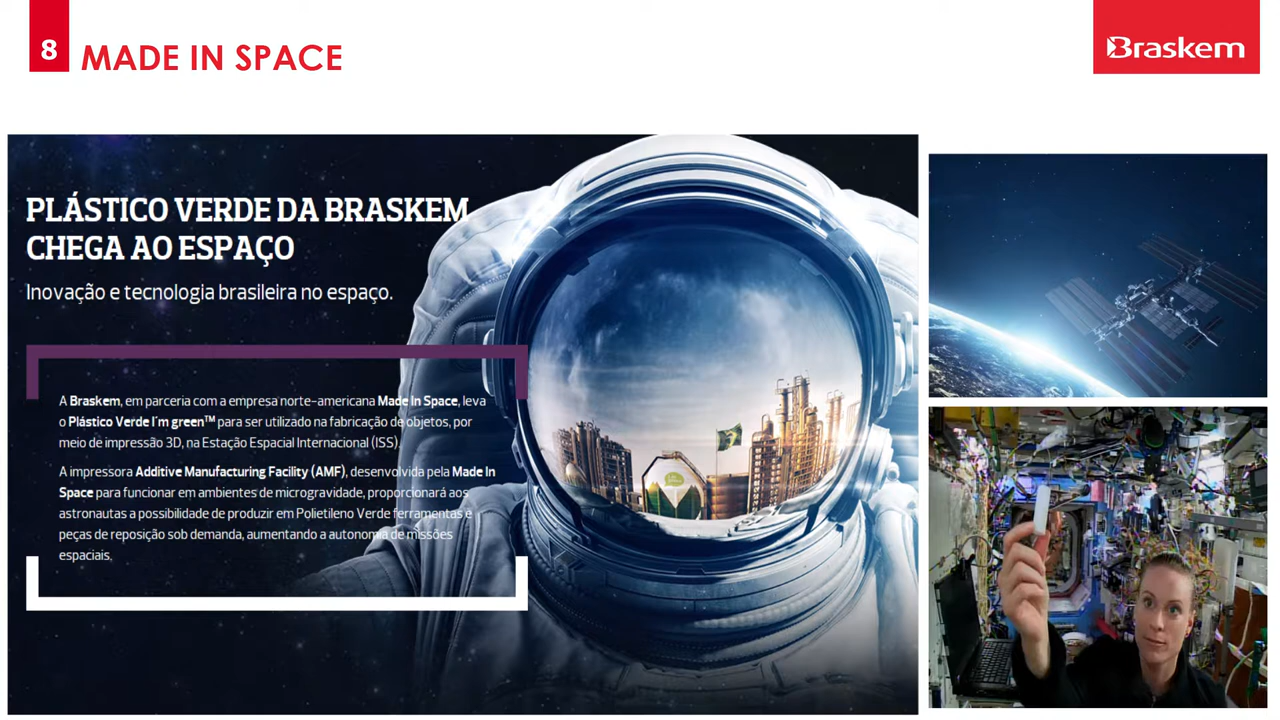 8
MADE IN SPACE
Braskem
PLÁSTICO VERDE DA BRASKEM
CHEGA AO ESPAÇO
Inovação e tecnologia brasileira no espaço.
A Braskem, em parceria com a empresa norte-americana Made In Space, leva
o Plástico Verde I'm green™ para ser utilizado na fabricação de objetos, por
meio de impressão 3D, na Estação Espacial Internacional (ISS).
A impressora Additive Manufacturing Facility (AMF), desenvolvida pela Made In
Space para funcionar em ambientes de microgravidade, proporcionará aos
astronautas a possibilidade de produzir em Polietileno Verde ferramentas e
peças de reposição sob demanda, aumentando a autonomia de missões
espaciais.